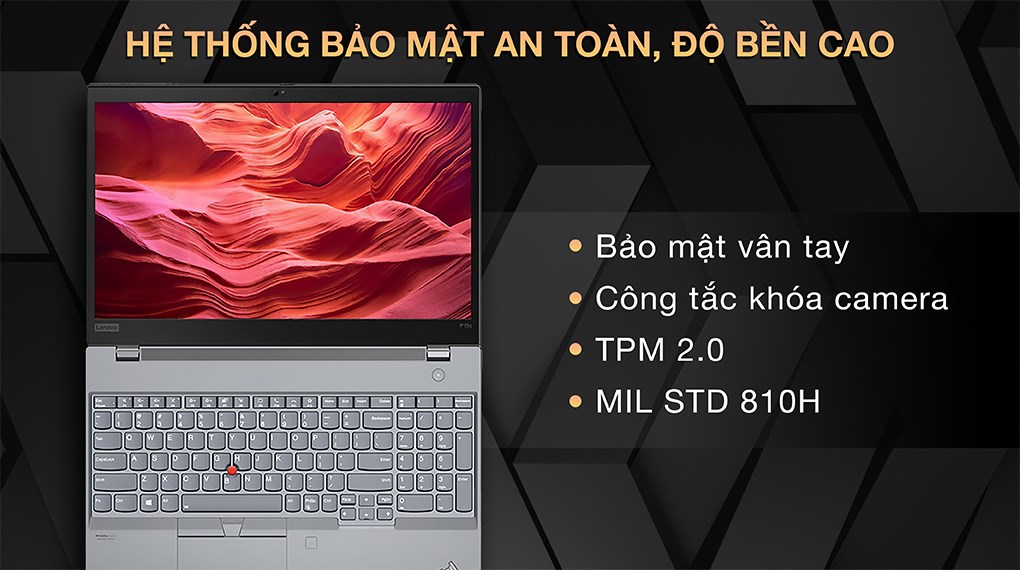 HỆ THỐNG BẢO MẬT AN TOÀN, ĐỘ BỀN CAO
Bảo mật vân tay
Công tắc khóa camera
TPM 2.0
MIL STD 810H
Lenovo
Q W E R T Y U I O P
A S D F G H J K L
Z X C V B N M